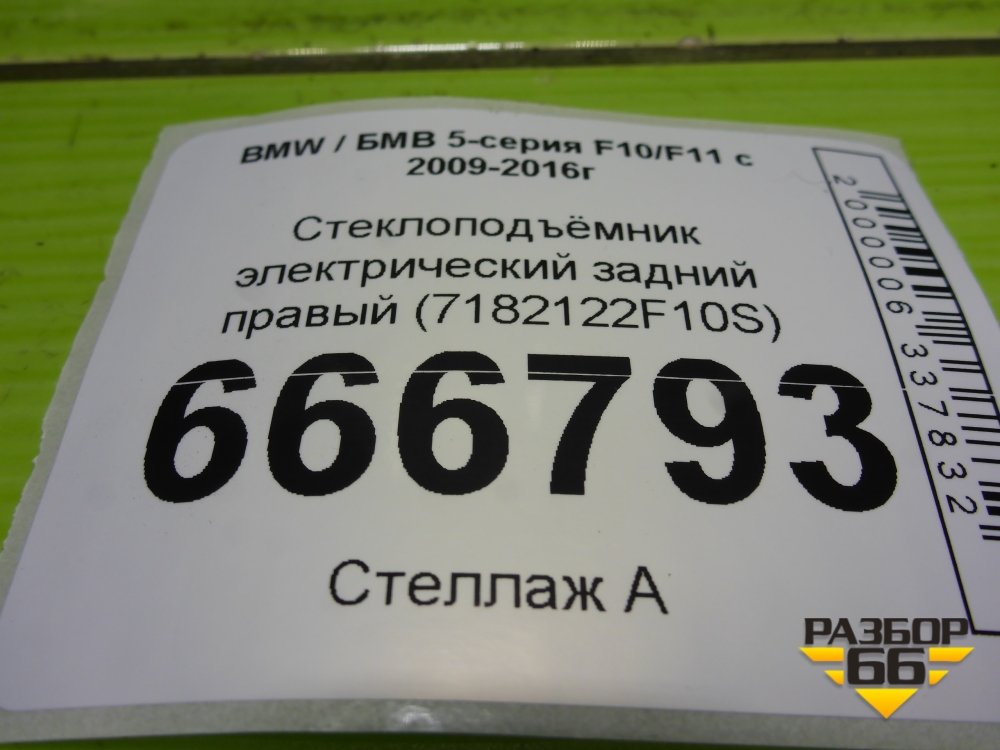 BMW / БМВ 5-серия F10/F11 с
2009-2016г
Стеклоподъёмник
электрический задний
правый (7182122F10S)
666793
Стеллаж А
2000006337832
РАЗБОР
66